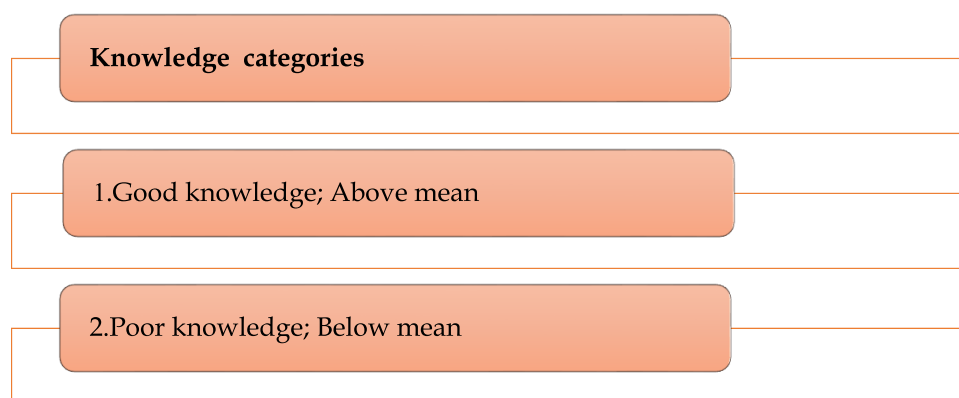 Knowledge categories
1.Good knowledge; Above mean
2.Poor knowledge; Below mean